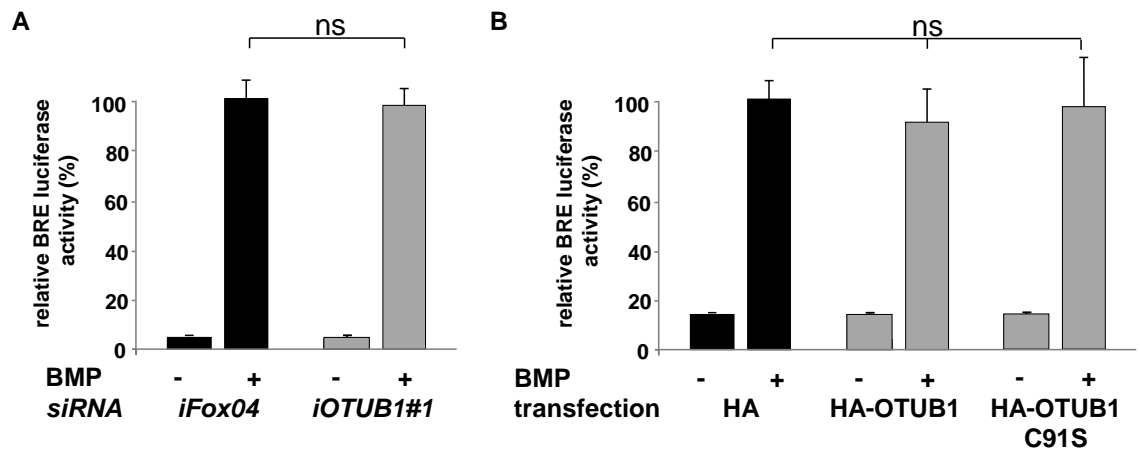 A
ns
relative BRE luciferase
activity (%)
100
80
60
40
20
0
BMP - + - +
siRNA iFox04 iOTUB1#1
B
ns
relative BRE luciferase
activity (%)
100
80
60
40
20
0
BMP - + - + - +
transfection HA HA-OTUB1 HA-OTUB1
C91S